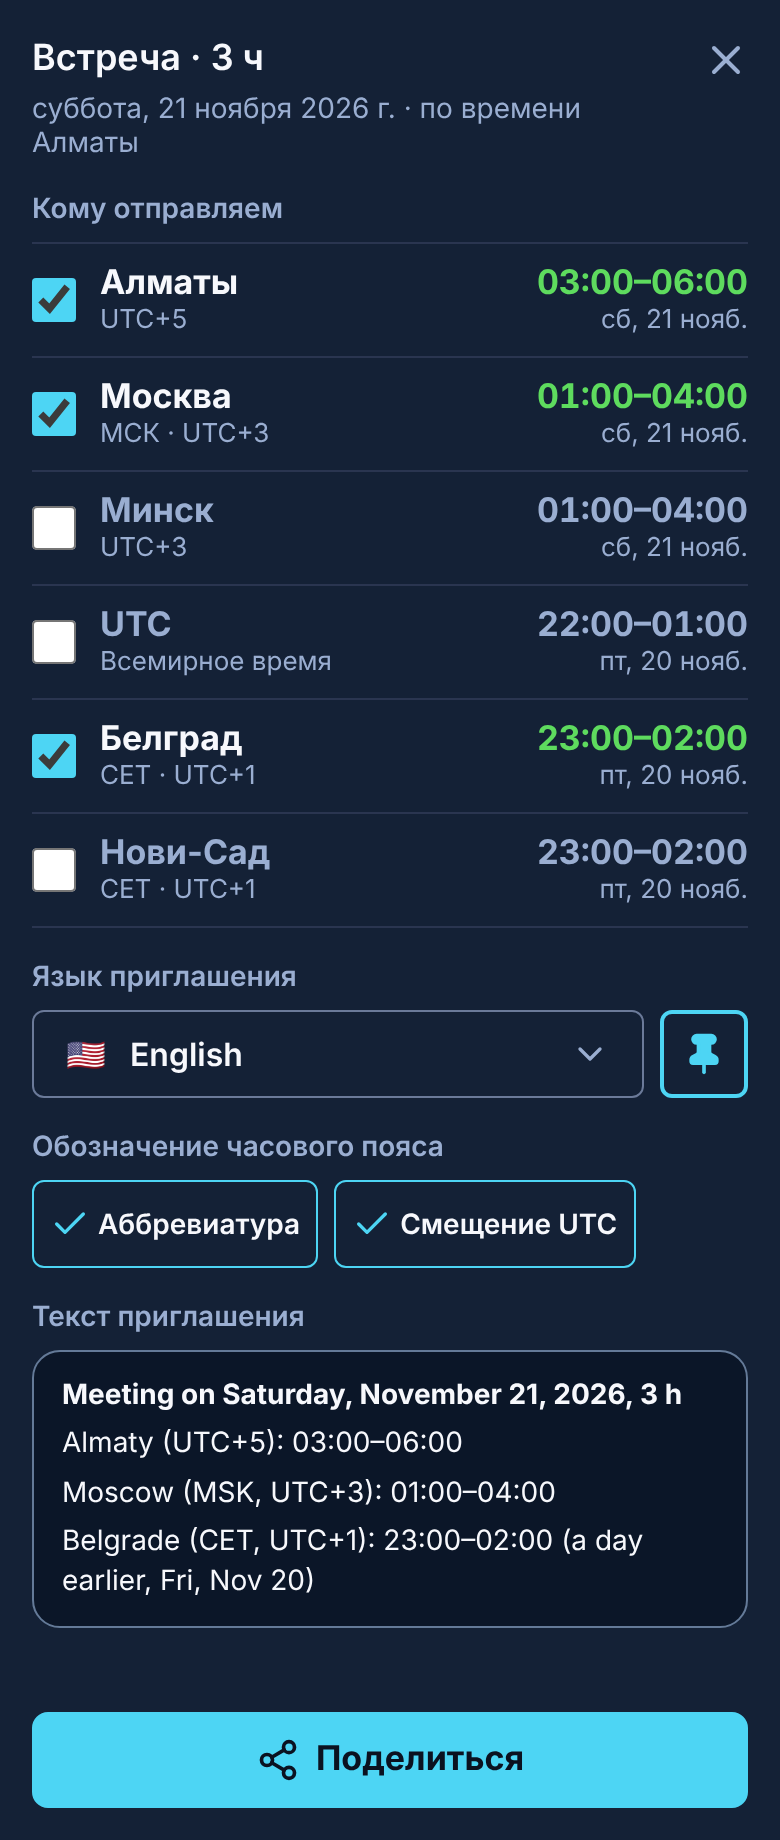 Встреча · 3 ч
суббота, 21 ноября 2026 г. · по времени
Алматы
Кому отправляем
Алматы
03:00–06:00
UTC+5
сб, 21 нояб.
Москва
01:00–04:00
МСК · UTC+3
сб, 21 нояб.
Минск
01:00–04:00
UTC+3
сб, 21 нояб.
UTC
22:00–01:00
Всемирное время
пт, 20 нояб.
Белград
23:00–02:00
CET · UTC+1
пт, 20 нояб.
Нови-Сад
23:00–02:00
CET · UTC+1
пт, 20 нояб.
Язык приглашения
English
Обозначение часового пояса
Аббревиатура
Смещение UTC
Текст приглашения
Meeting on Saturday, November 21, 2026, 3 h
Almaty (UTC+5): 03:00–06:00
Moscow (MSK, UTC+3): 01:00–04:00
Belgrade (CET, UTC+1): 23:00–02:00 (a day
earlier, Fri, Nov 20)
Поделиться